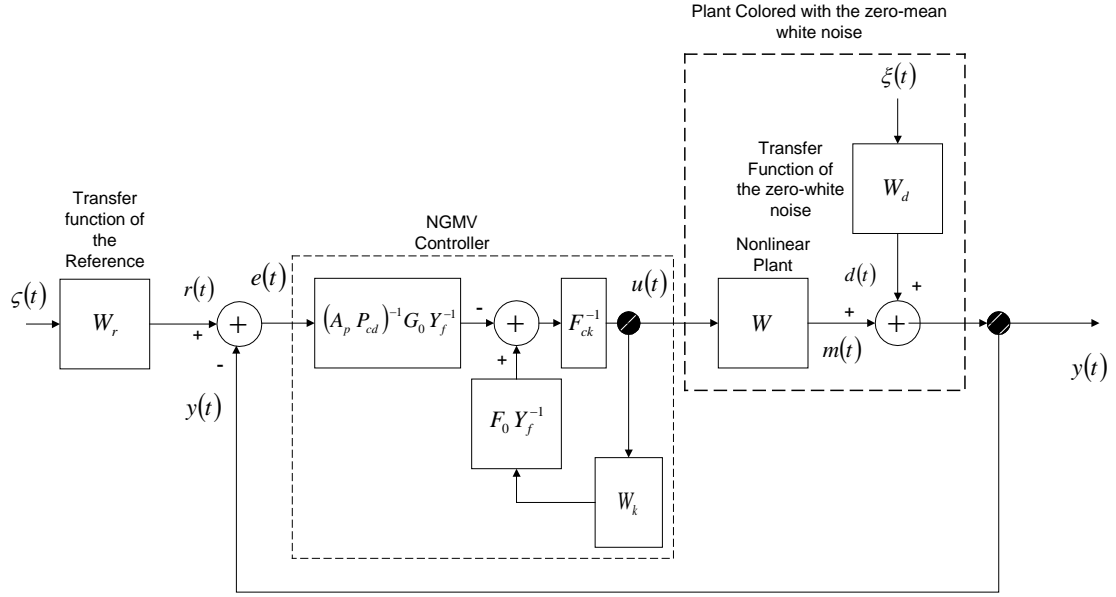 Plant Colored with the zero-mean
white noise
ξ(t)
Transfer
Function of
the zero-white
noise
W_d
Transfer
function of
the
Reference
NGMV
Controller
Nonlinear
Plant
d(t)
+
ς(t)
W_r
r(t)
+
+
-
e(t)
(A_p P_cd)^{-1} G_0 Y_f^{-1}
-
+
+
F_ck^{-1}
u(t)
W
+
m(t)
+
y(t)
y(t)
F_0 Y_f^{-1}
W_k